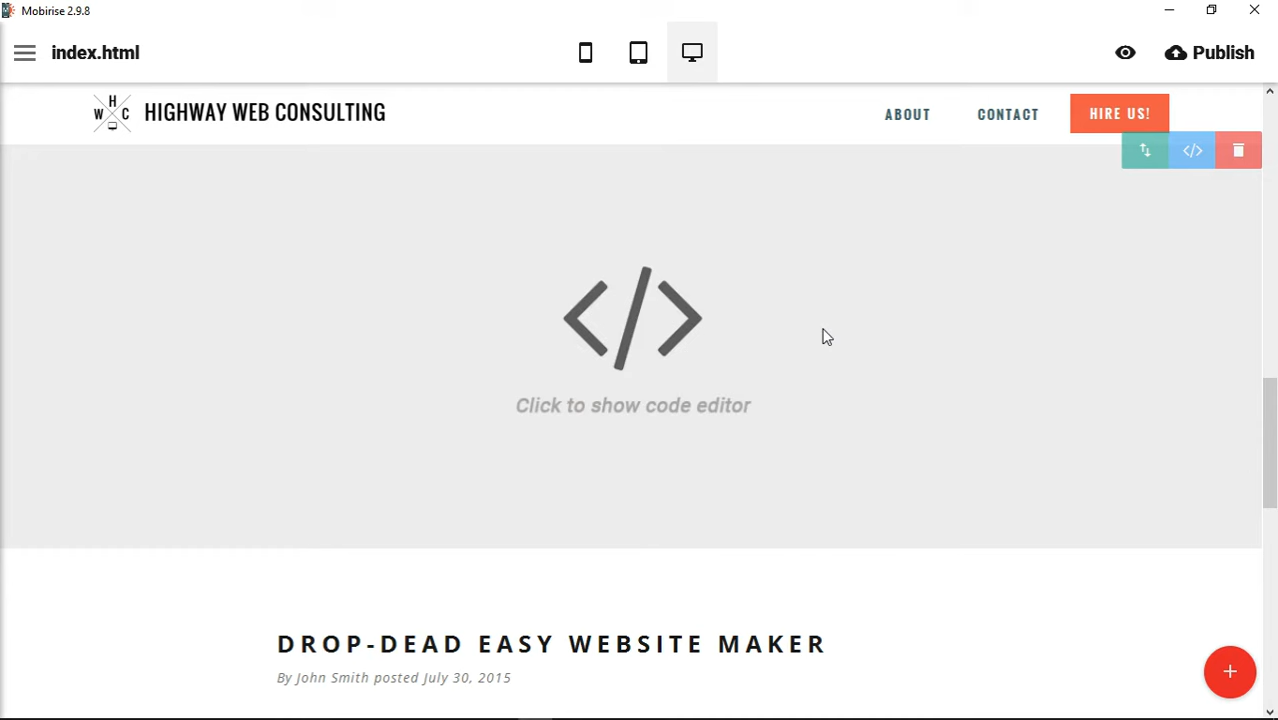 Mobirise 2.9.8
index.html
Publish
W H C
HIGHWAY WEB CONSULTING
ABOUT
CONTACT
HIRE US!
</>
</>
Click to show code editor
DROP-DEAD EASY WEBSITE MAKER
By John Smith posted July 30, 2015